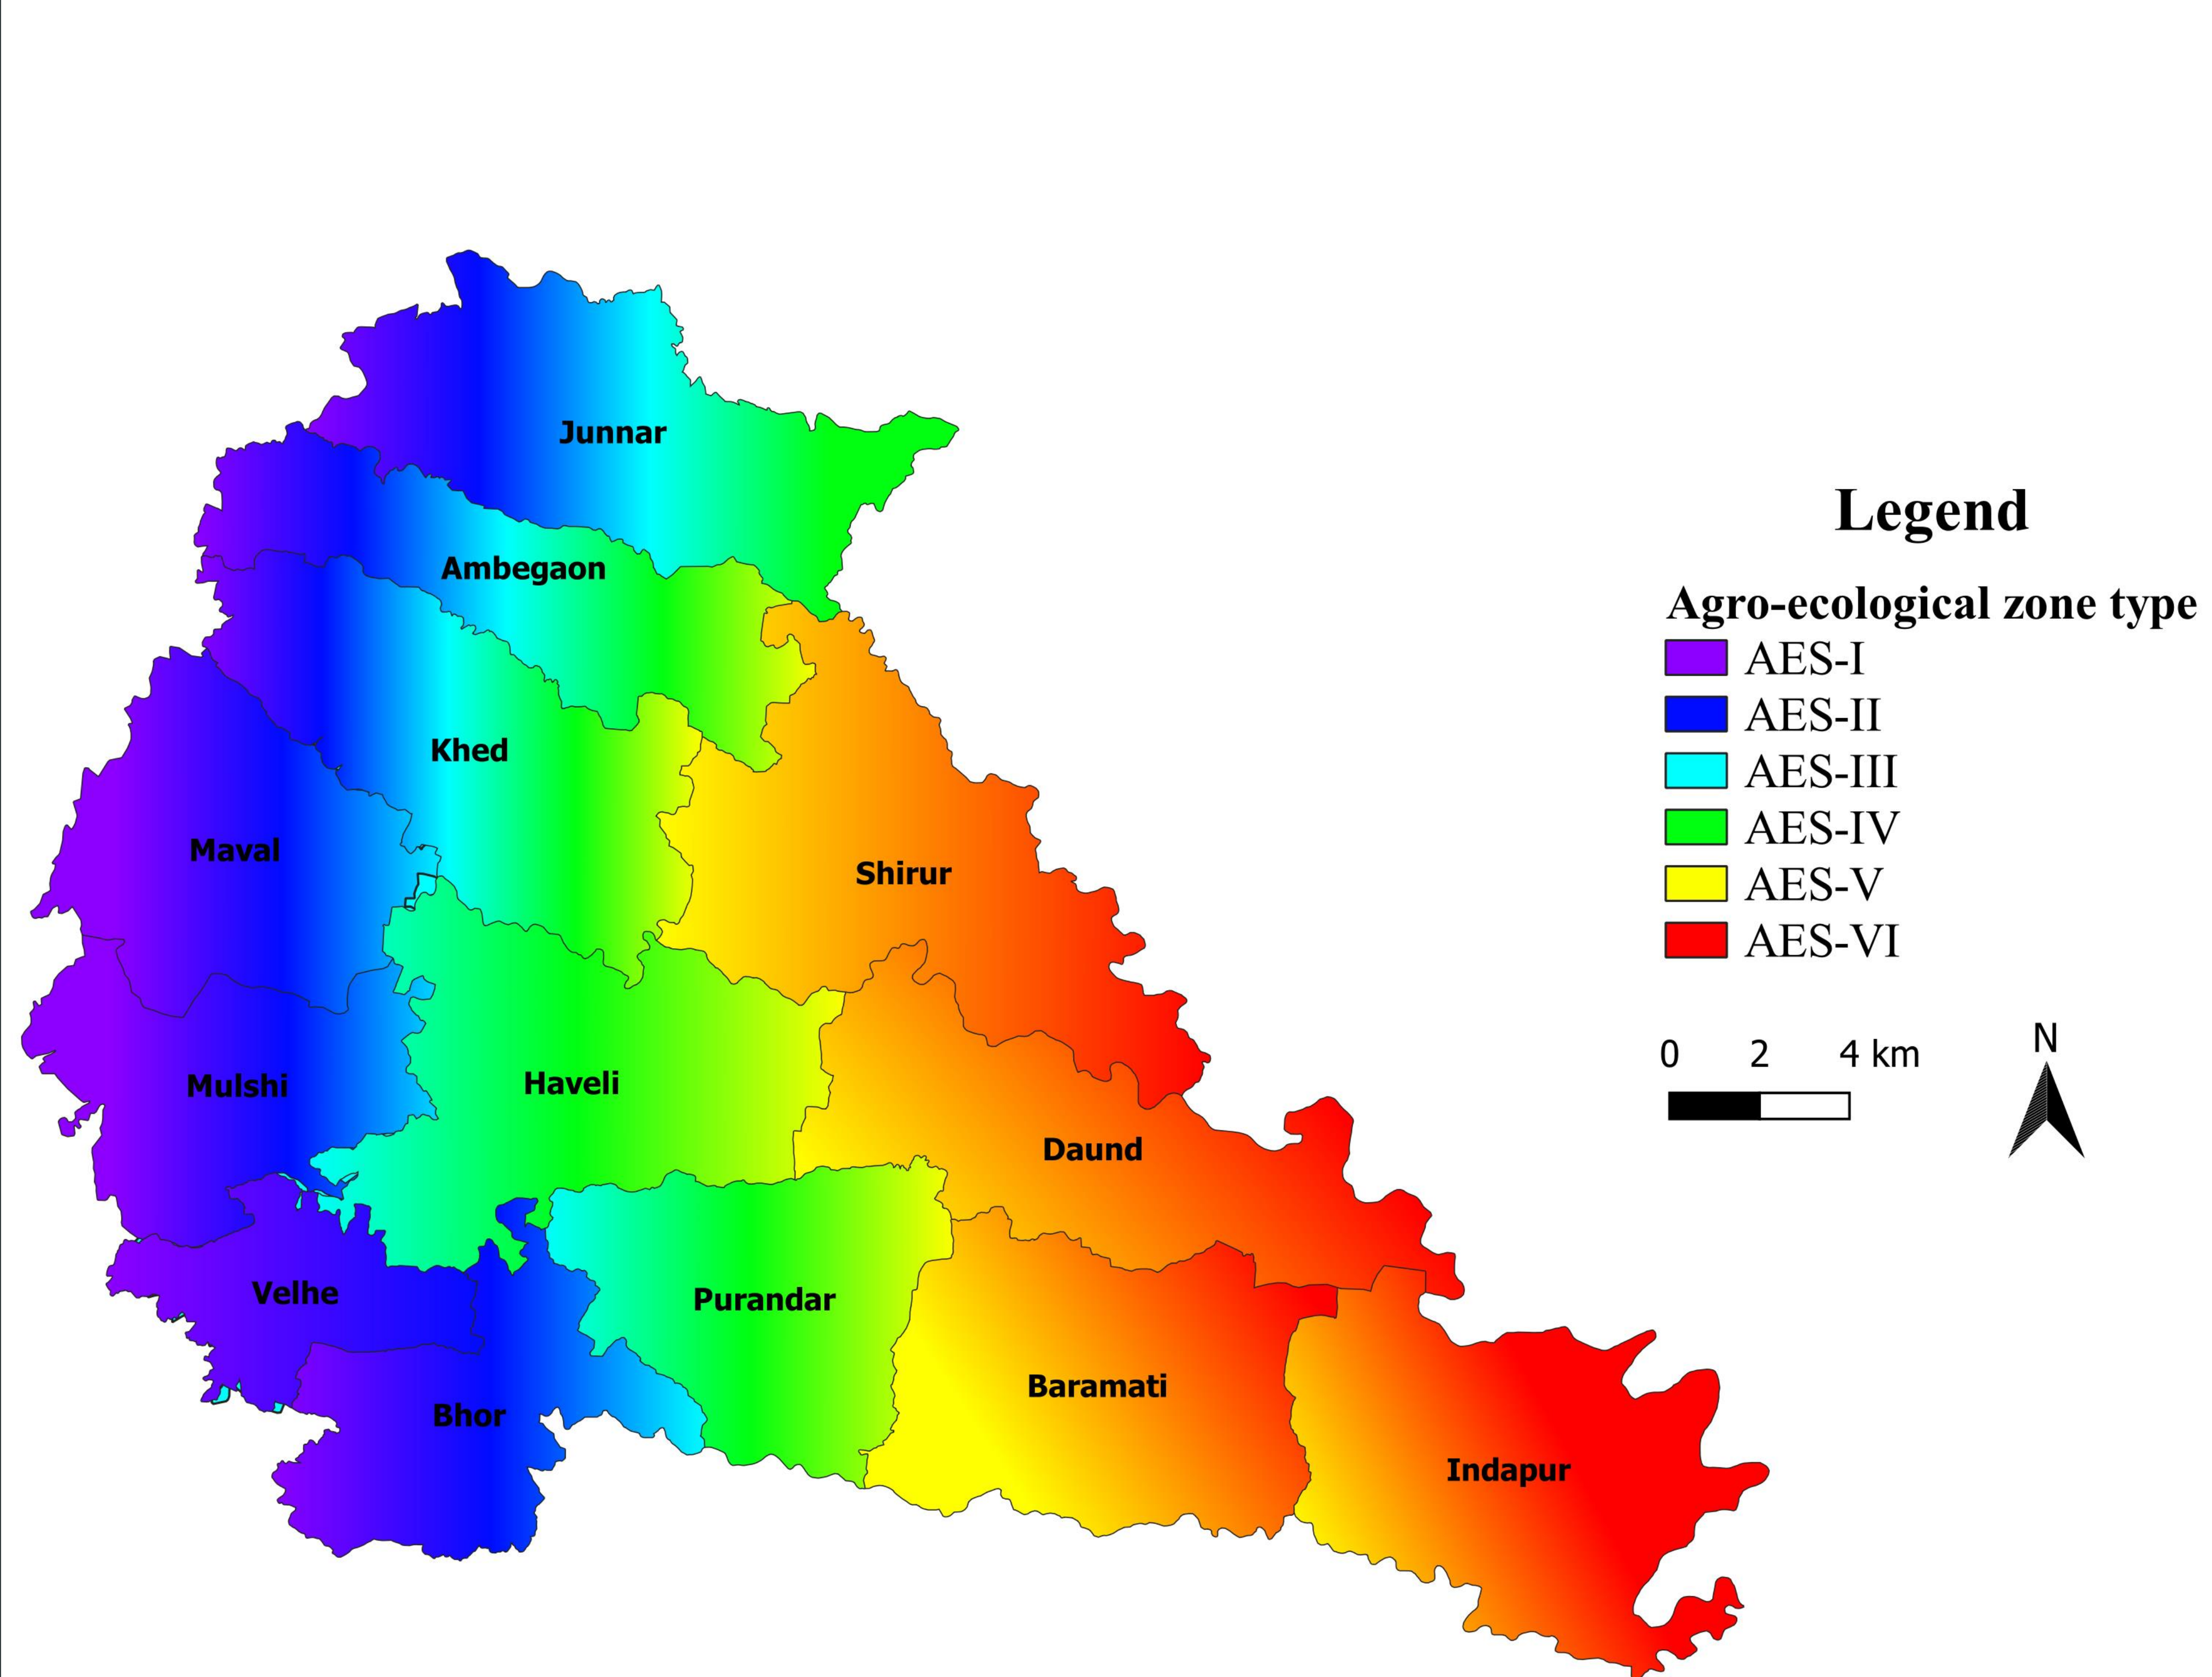 Junnar
Ambegaon
Khed
Maval
Shirur
Mulshi
Haveli
Daund
Velhe
Purandar
Bhor
Baramati
Indapur
Legend
Agro-ecological zone type
AES-I
AES-II
AES-III
AES-IV
AES-V
AES-VI
0 2 4 km
N